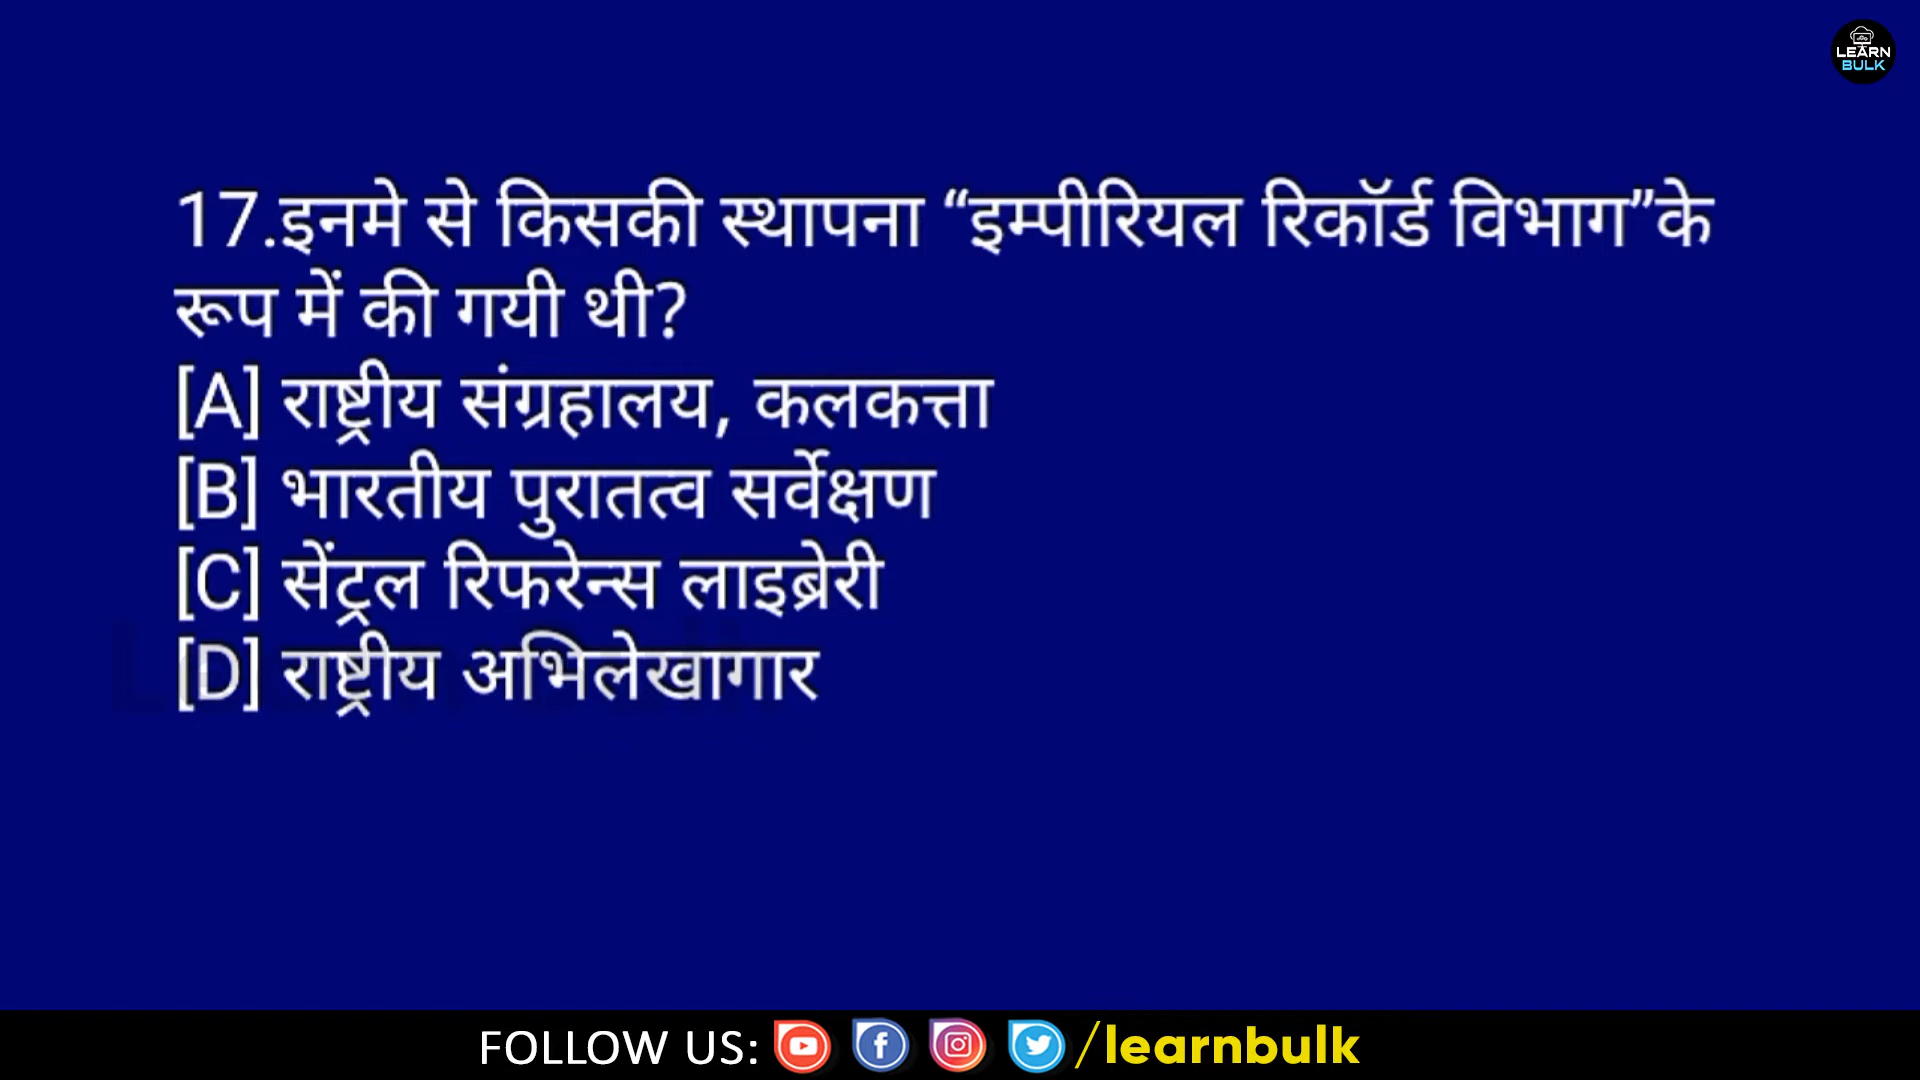 LEARN
BULK
17.इनमे से किसकी स्थापना “इम्पीरियल रिकॉर्ड विभाग”के
रूप में की गयी थी?
[A] राष्ट्रीय संग्रहालय, कलकत्ता
[B] भारतीय पुरातत्व सर्वेक्षण
[C] सेंट्रल रिफरेन्स लाइब्रेरी
[D] राष्ट्रीय अभिलेखागार
FOLLOW US: /learnbulk